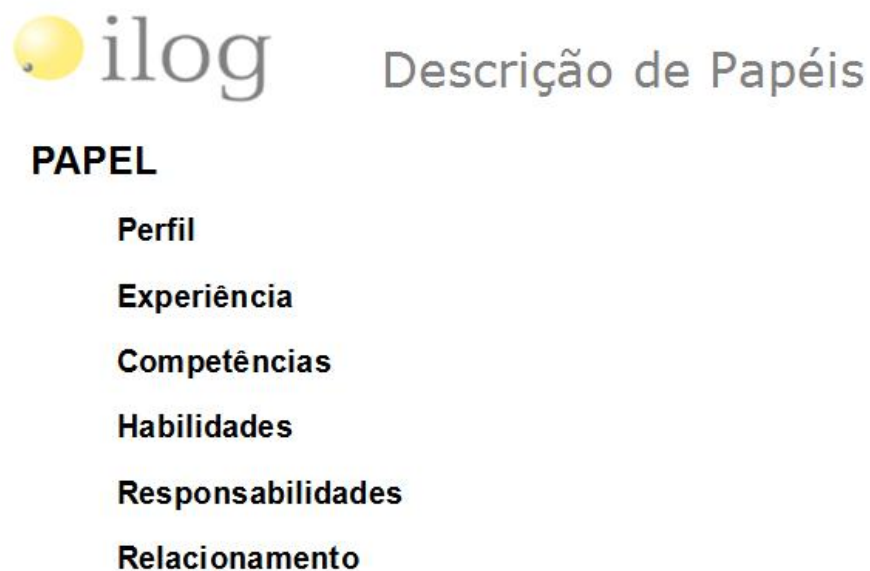 ilog
Descrição de Papéis
PAPEL
Perfil
Experiência
Competências
Habilidades
Responsabilidades
Relacionamento